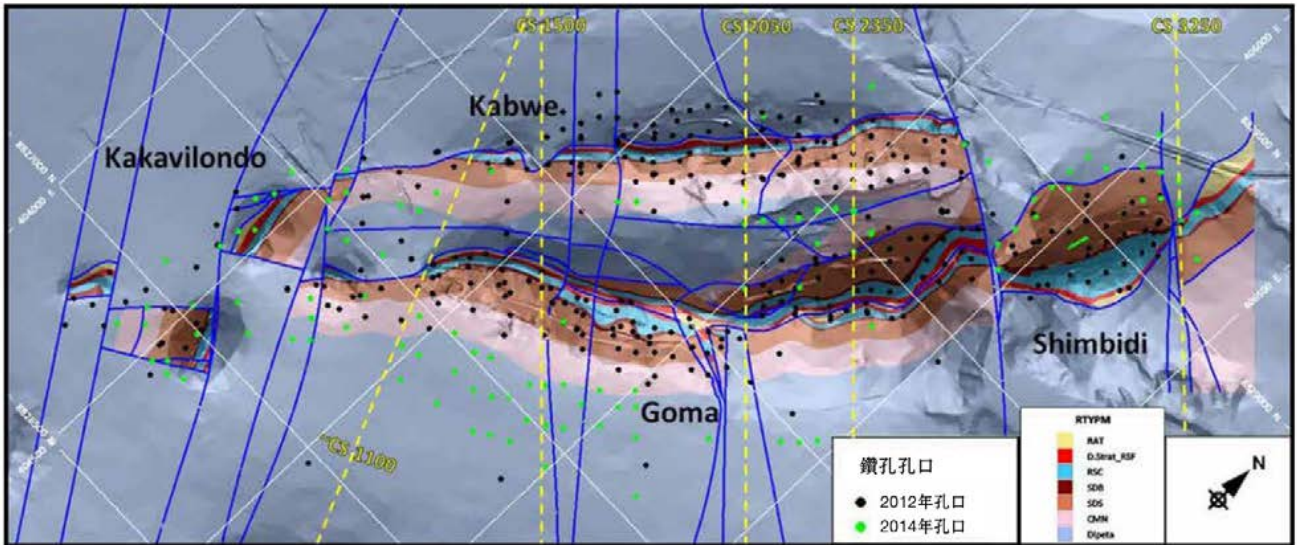 CS 1500
CS 2050
CS 2350
CS 3250
406000 E
Kabwe
Kakavilondo
404000 E
Shimbidi
Goma
~CS 1100
RTYPM
RAT
D.Strat_RSF
RSC
SDB
SDS
CMN
Dipeta
鑽孔孔口
2012年孔口
2014年孔口
N